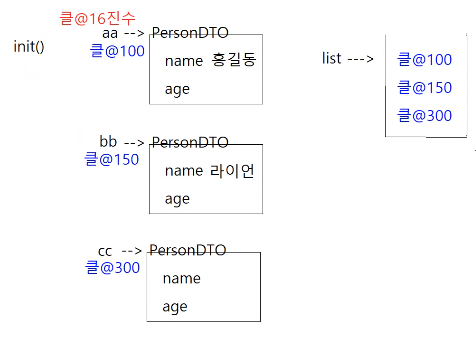 클@16진수
init()
aa --> PersonDTO
클@100
name 홍길동
age
bb --> PersonDTO
클@150
name 라이언
age
cc --> PersonDTO
클@300
name
age
list --->
클@100
클@150
클@300